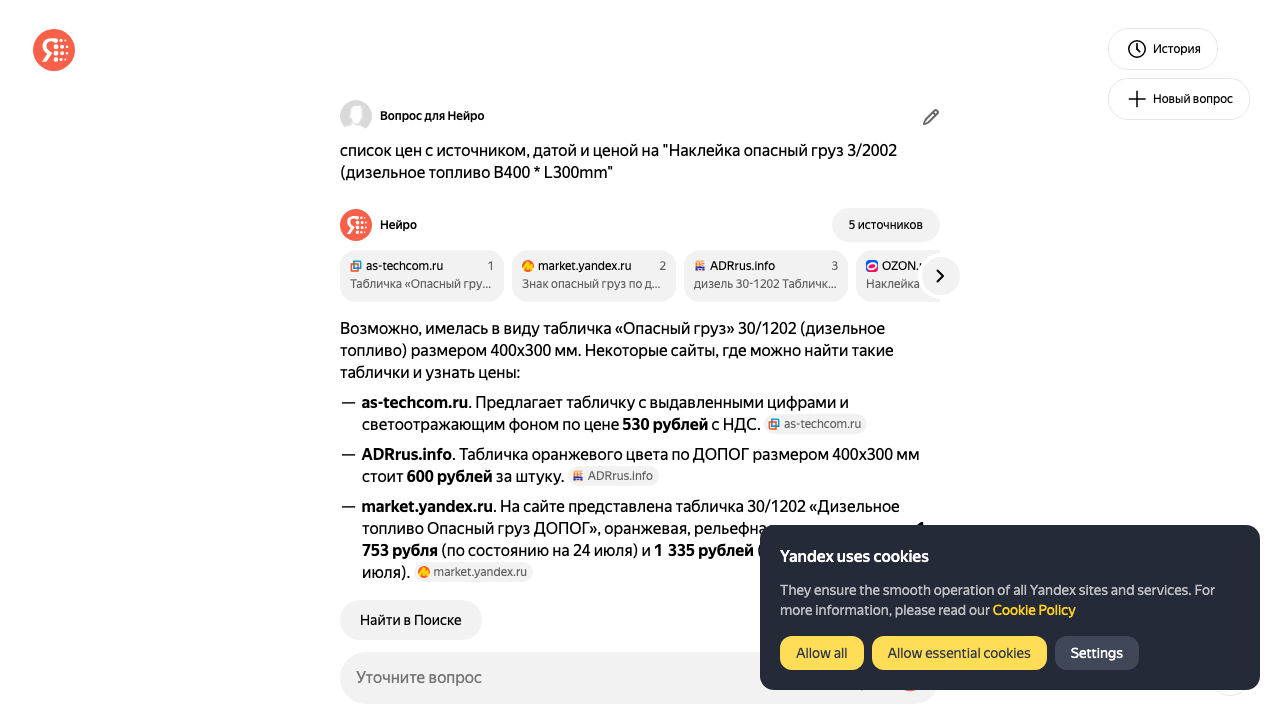 История
Новый вопрос
Вопрос для Нейро
список цен с источником, датой и ценой на "Наклейка опасный груз 3/2002
(дизельное топливо B400 * L300mm"
Нейро
5 источников
as-techcom.ru 1
Табличка «Опасный гру...
market.yandex.ru 2
Знак опасный груз по д...
ADRrus.info 3
дизель 30-1202 Табличк...
OZON.
Наклейка
Возможно, имелась в виду табличка «Опасный груз» 30/1202 (дизельное
топливо) размером 400х300 мм. Некоторые сайты, где можно найти такие
таблички и узнать цены:
— as-techcom.ru. Предлагает табличку с выдавленными цифрами и
светоотражающим фоном по цене 530 рублей с НДС. as-techcom.ru
— ADRrus.info. Табличка оранжевого цвета по ДОПОГ размером 400х300 мм
стоит 600 рублей за штуку. ADRrus.info
— market.yandex.ru. На сайте представлена табличка 30/1202 «Дизельное
топливо Опасный груз ДОПОГ», оранжевая, рельефна
753 рубля (по состоянию на 24 июля) и 1 335 рублей (
июля). market.yandex.ru
Найти в Поиске
Уточните вопрос
Yandex uses cookies
They ensure the smooth operation of all Yandex sites and services. For
more information, please read our Cookie Policy
Allow all
Allow essential cookies
Settings